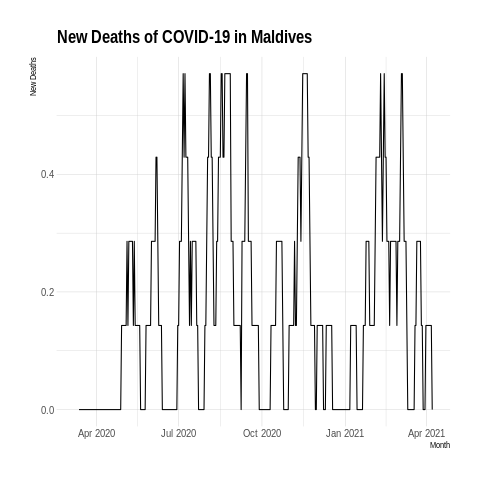 New Deaths of COVID-19 in Maldives
New Deaths
0.4
0.2
0.0
Apr 2020 Jul 2020 Oct 2020 Jan 2021 Apr 2021
Month